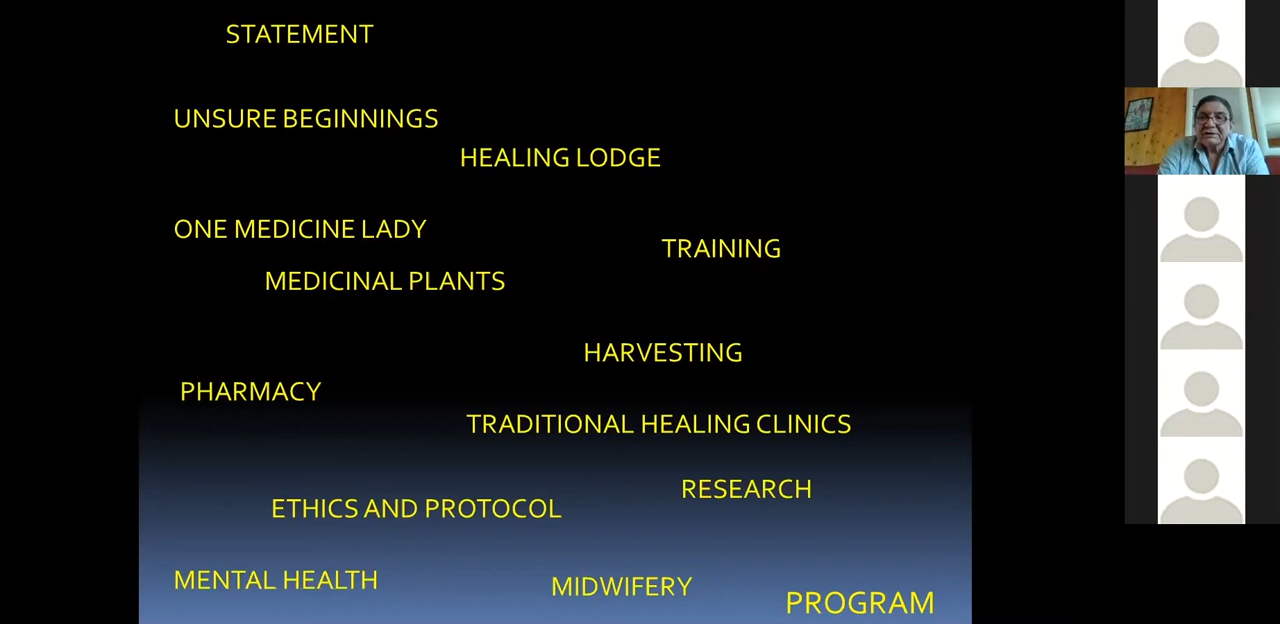 STATEMENT
UNSURE BEGINNINGS
HEALING LODGE
ONE MEDICINE LADY
TRAINING
MEDICINAL PLANTS
HARVESTING
PHARMACY
TRADITIONAL HEALING CLINICS
RESEARCH
ETHICS AND PROTOCOL
MENTAL HEALTH
MIDWIFERY
PROGRAM